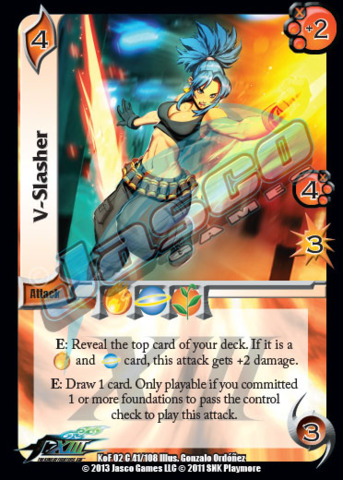 4
+2
V-Slasher
JASCO
GAMES
4
3
Attack
E: Reveal the top card of your deck. If it is a
and card, this attack gets +2 damage.
E: Draw 1 card. Only playable if you committed
1 or more foundations to pass the control
check to play this attack.
XIII
3
KoF 02 C 41/108 Illus. Gonzalo Ordóñez
© 2013 Jasco Games LLC © 2011 SNK Playmore